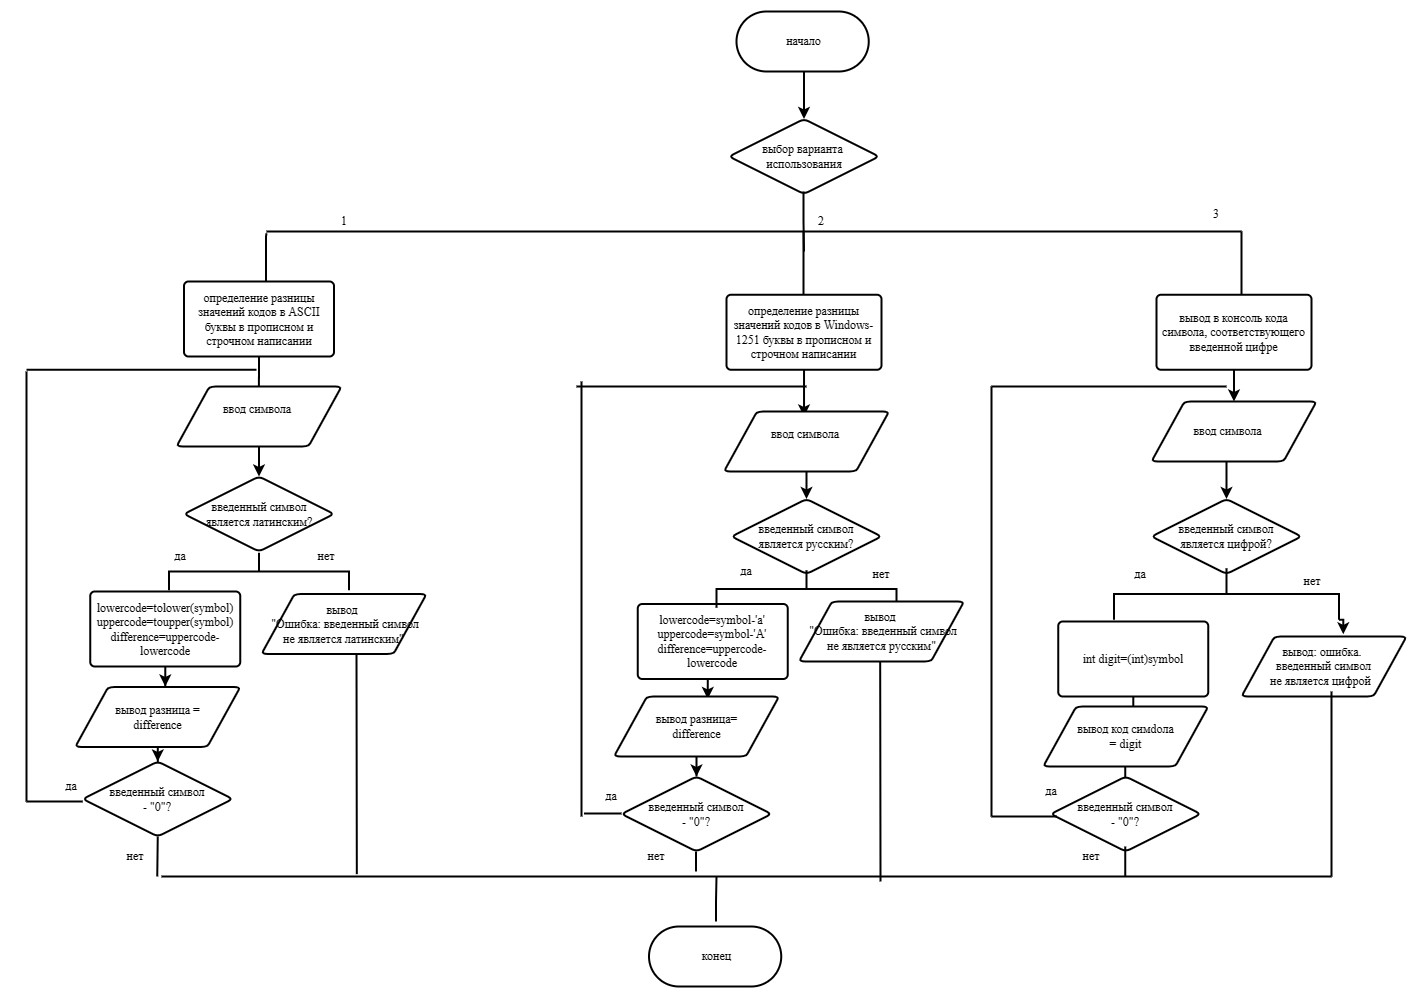 начало
выбор варианта
использования
1
2
3
определение разницы
значений кодов в ASCII
буквы в прописном и
строчном написании
ввод символа
введенный символ
является латинским?
да
нет
lowercode=tolower(symbol)
uppercode=toupper(symbol)
difference=uppercode-
lowercode
вывод
"Ошибка: введенный символ
не является латинским"
вывод разница =
difference
введенный символ
- "0"?
да
нет
определение разницы
значений кодов в Windows-
1251 буквы в прописном и
строчном написании
ввод символа
введенный символ
является русским?
да
нет
lowercode=symbol-'a'
uppercode=symbol-'A'
difference=uppercode-
lowercode
вывод
"Ошибка: введенный символ
не является русским"
вывод разница=
difference
введенный символ
- "0"?
да
нет
вывод в консоль кода
символа, соответствующего
введенной цифре
ввод символа
введенный символ
является цифрой?
да
нет
int digit=(int)symbol
вывод: ошибка.
введенный символ
не является цифрой
вывод код симdола
= digit
введенный символ
- "0"?
да
нет
конец